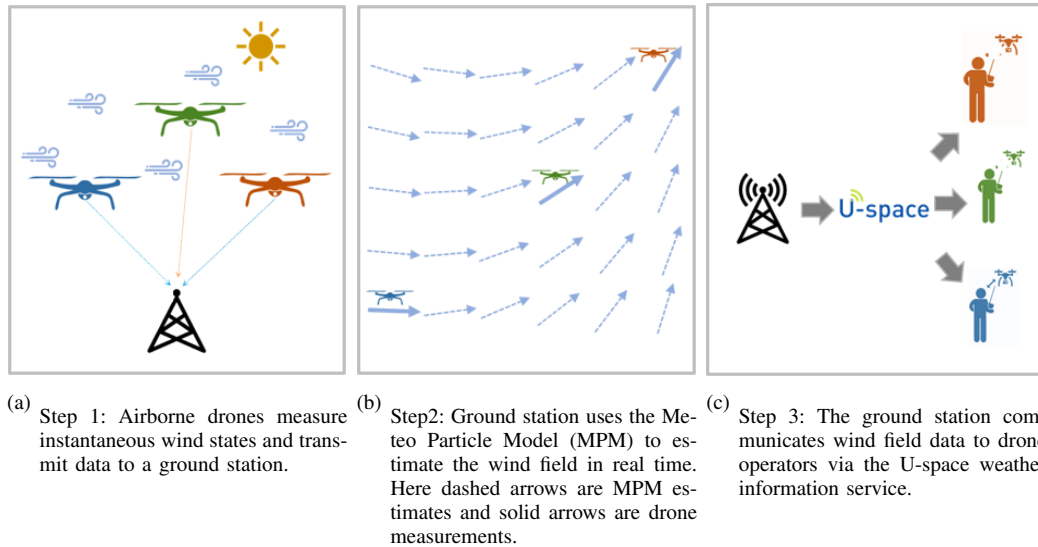 U-space
(a) Step 1: Airborne drones measure
instantaneous wind states and trans-
mit data to a ground station.
(b) Step2: Ground station uses the Me-
teo Particle Model (MPM) to es-
timate the wind field in real time.
Here dashed arrows are MPM es-
timates and solid arrows are drone
measurements.
(c) Step 3: The ground station com-
municates wind field data to drone
operators via the U-space weather
information service.